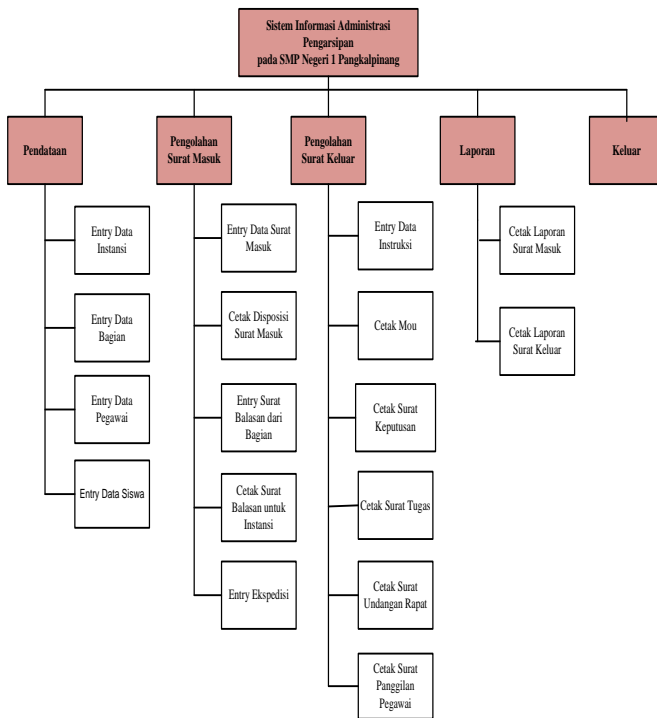 Sistem Informasi Administrasi
Pengarsipan
pada SMP Negeri 1 Pangkalpinang
Pendataan
Pengolahan
Surat Masuk
Pengolahan
Surat Keluar
Laporan
Keluar
Entry Data
Instansi
Entry Data
Bagian
Entry Data
Pegawai
Entry Data Siswa
Entry Data Surat
Masuk
Cetak Disposisi
Surat Masuk
Entry Surat
Balasan dari
Bagian
Cetak Surat
Balasan untuk
Instansi
Entry Ekspedisi
Entry Data
Instruksi
Cetak Mou
Cetak Surat
Keputusan
Cetak Surat Tugas
Cetak Surat
Undangan Rapat
Cetak Surat
Panggilan
Pegawai
Cetak Laporan
Surat Masuk
Cetak Laporan
Surat Keluar